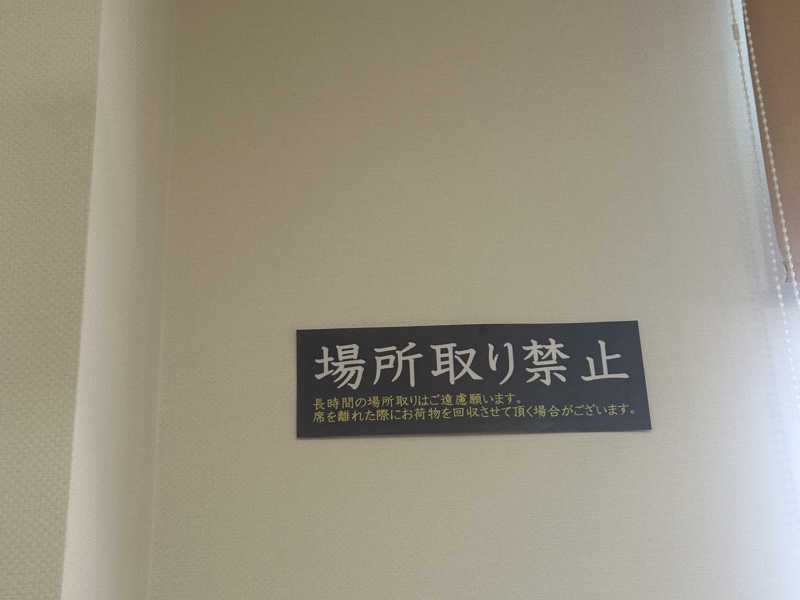 場所取り禁止
長時間の場所取りはご遠慮願います。
席を離れた際にお荷物を回収させて頂く場合がございます。